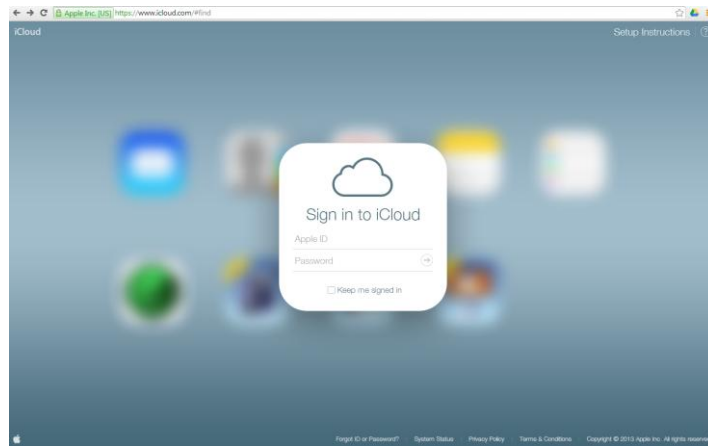 Apple Inc. [US] https://www.icloud.com/#find
iCloud
Setup Instructions ?
Sign in to iCloud
Apple ID
Password
Keep me signed in
Forgot ID or Password? System Status Privacy Policy Terms & Conditions Copyright © 2013 Apple Inc. All rights reserved